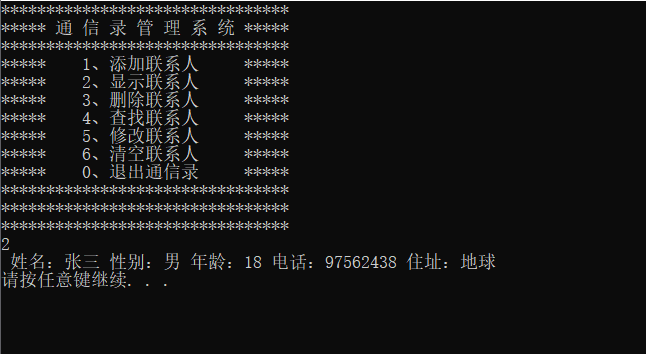 ********************************
***** 通 信 录 管 理 系 统 *****
********************************
*****    1、添加联系人     *****
*****    2、显示联系人     *****
*****    3、删除联系人     *****
*****    4、查找联系人     *****
*****    5、修改联系人     *****
*****    6、清空联系人     *****
*****    0、退出通信录     *****
********************************
********************************
********************************
2
 姓名：张三 性别：男 年龄：18 电话：97562438 住址：地球
请按任意键继续. . .